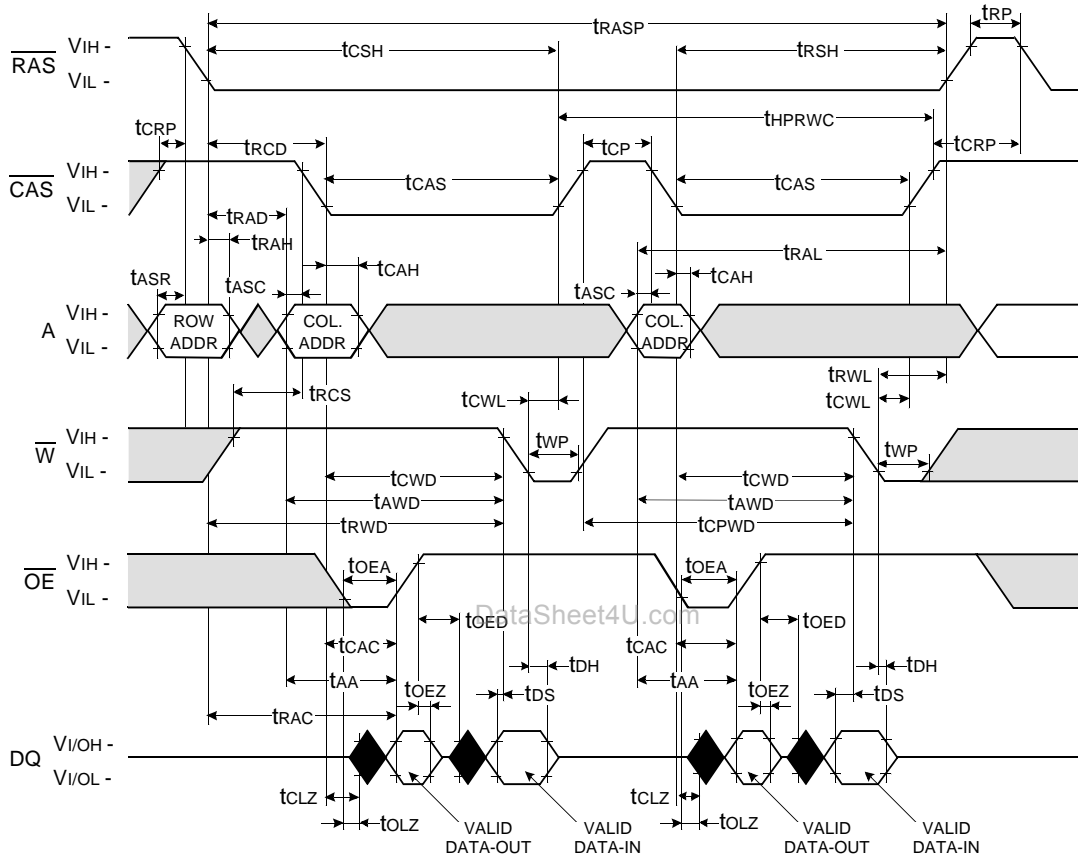 tRASP
tRP
tCSH
tRSH
RAS
VIH -
VIL -
tHPRWC
tCRP
tRCD
tCP
tCRP
CAS
VIH -
VIL -
tCAS
tCAS
tRAD
tRAH
tRAL
tASR
tASC
tCAH
tASC
tCAH
A
VIH -
VIL -
ROW
ADDR
COL.
ADDR
COL.
ADDR
tRWL
tRCS
tCWL
tCWL
W
VIH -
VIL -
tWP
tWP
tCWD
tCWD
tAWD
tAWD
tRWD
tCPWD
OE
VIH -
VIL -
tOEA
tOEA
DataSheet4U.com
tOED
tOED
tCAC
tCAC
tDH
tDH
tAA
tAA
tOEZ
tDS
tOEZ
tDS
tRAC
DQ
VI/OH -
VI/OL -
tCLZ
tCLZ
tOLZ
tOLZ
VALID
DATA-OUT
VALID
DATA-IN
VALID
DATA-OUT
VALID
DATA-IN